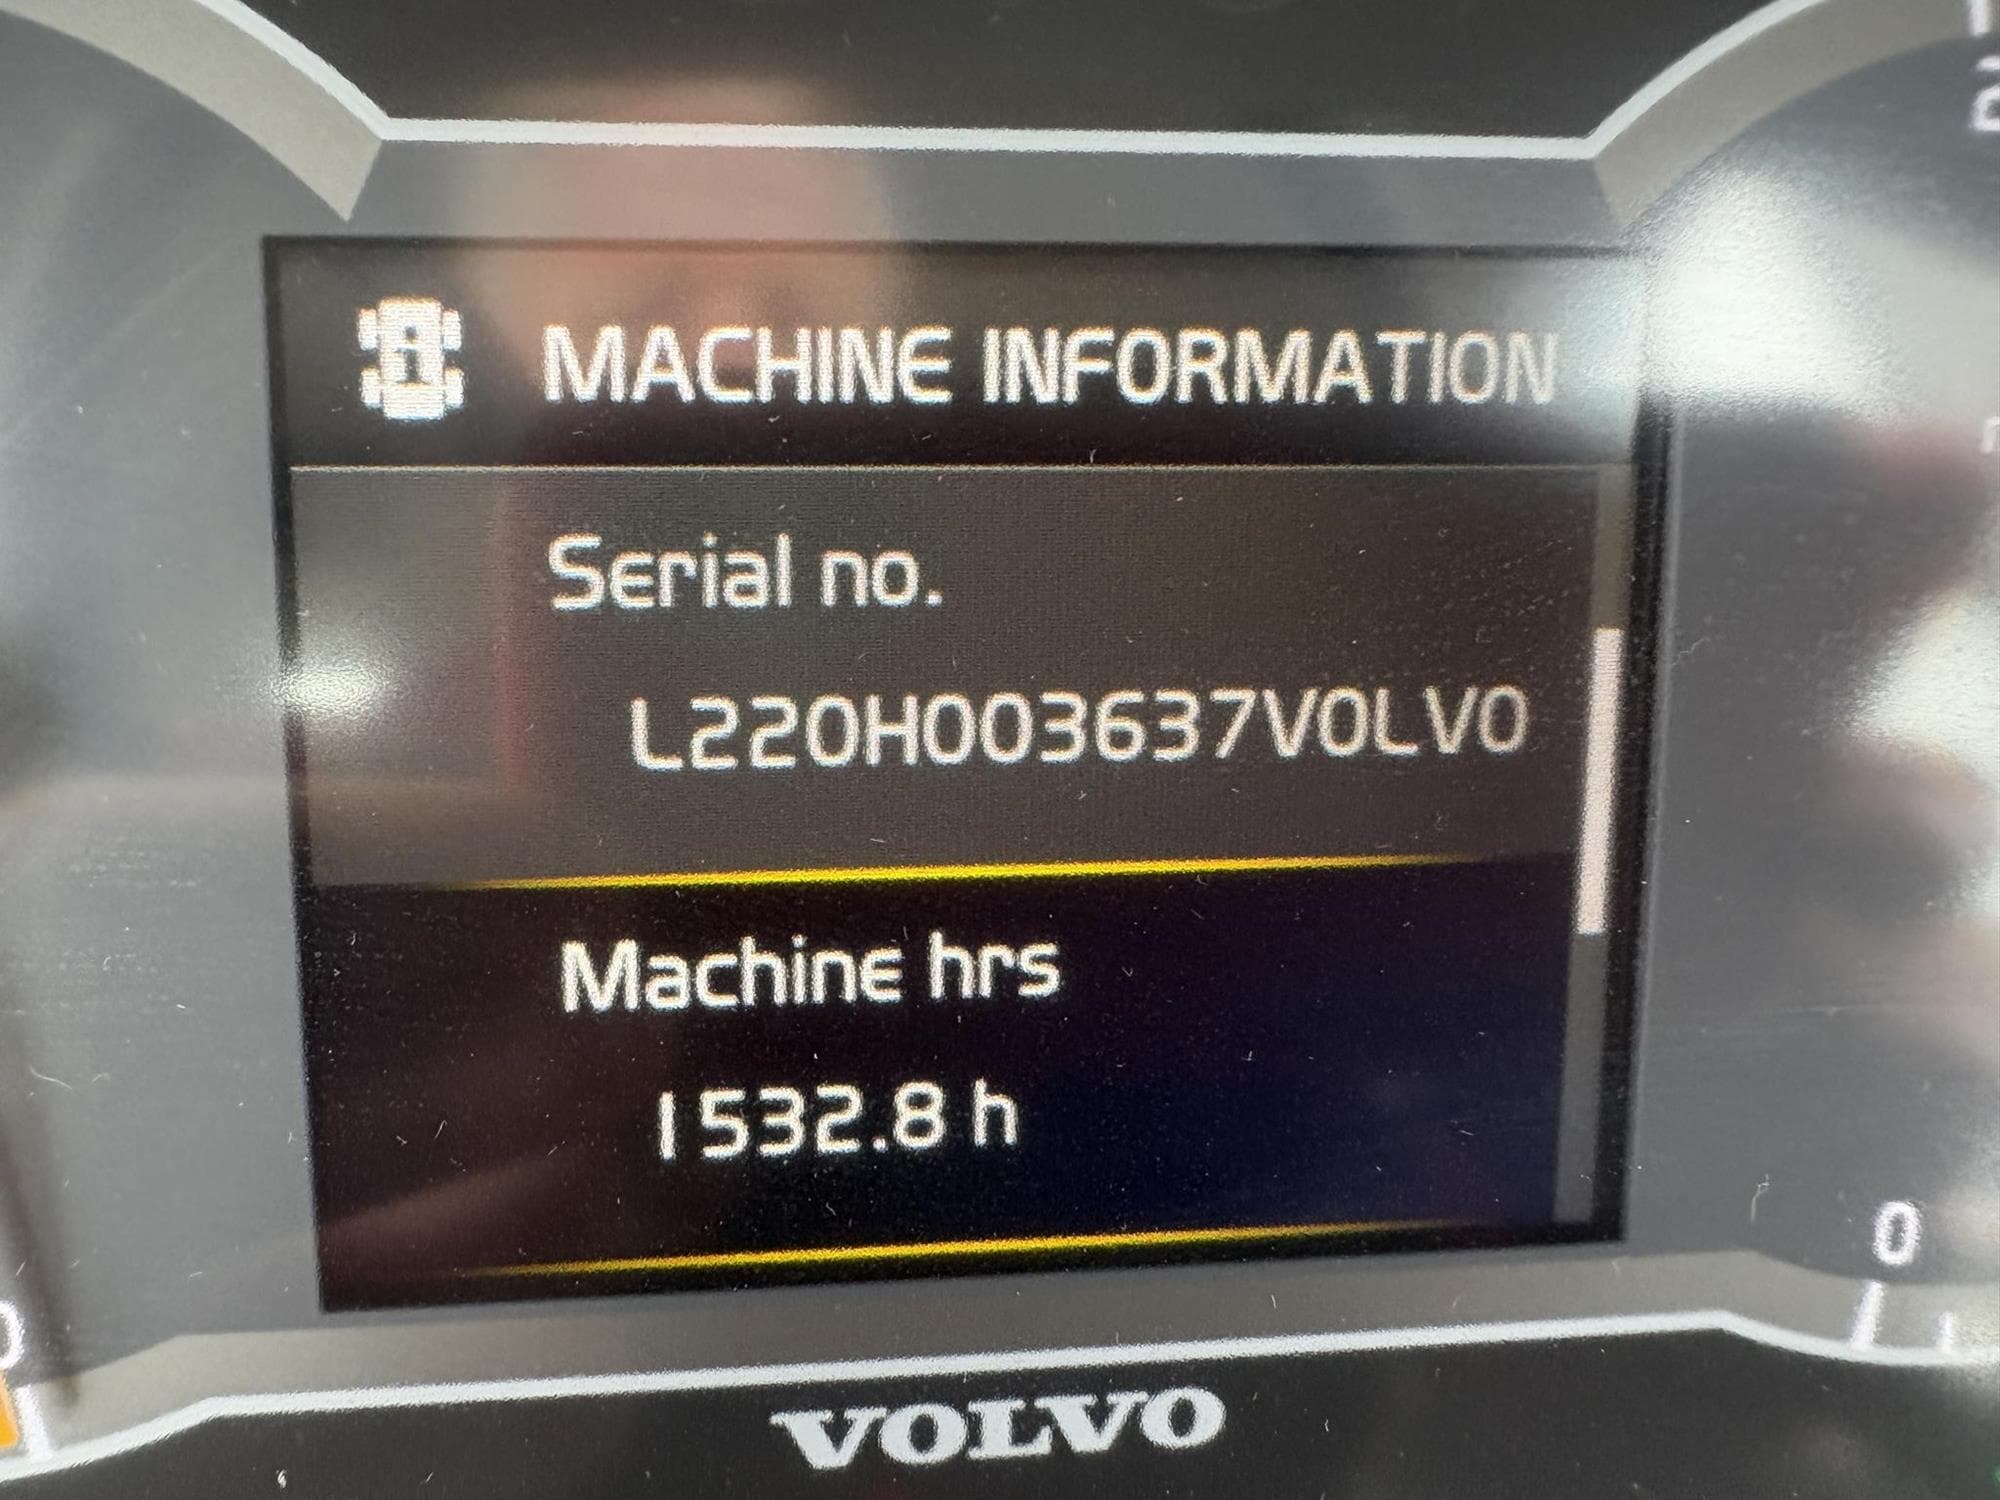 MACHINE INFORMATION
Serial no.
L220H003637VOLVO
Machine hrs
1532.8 h
0
VOLVO